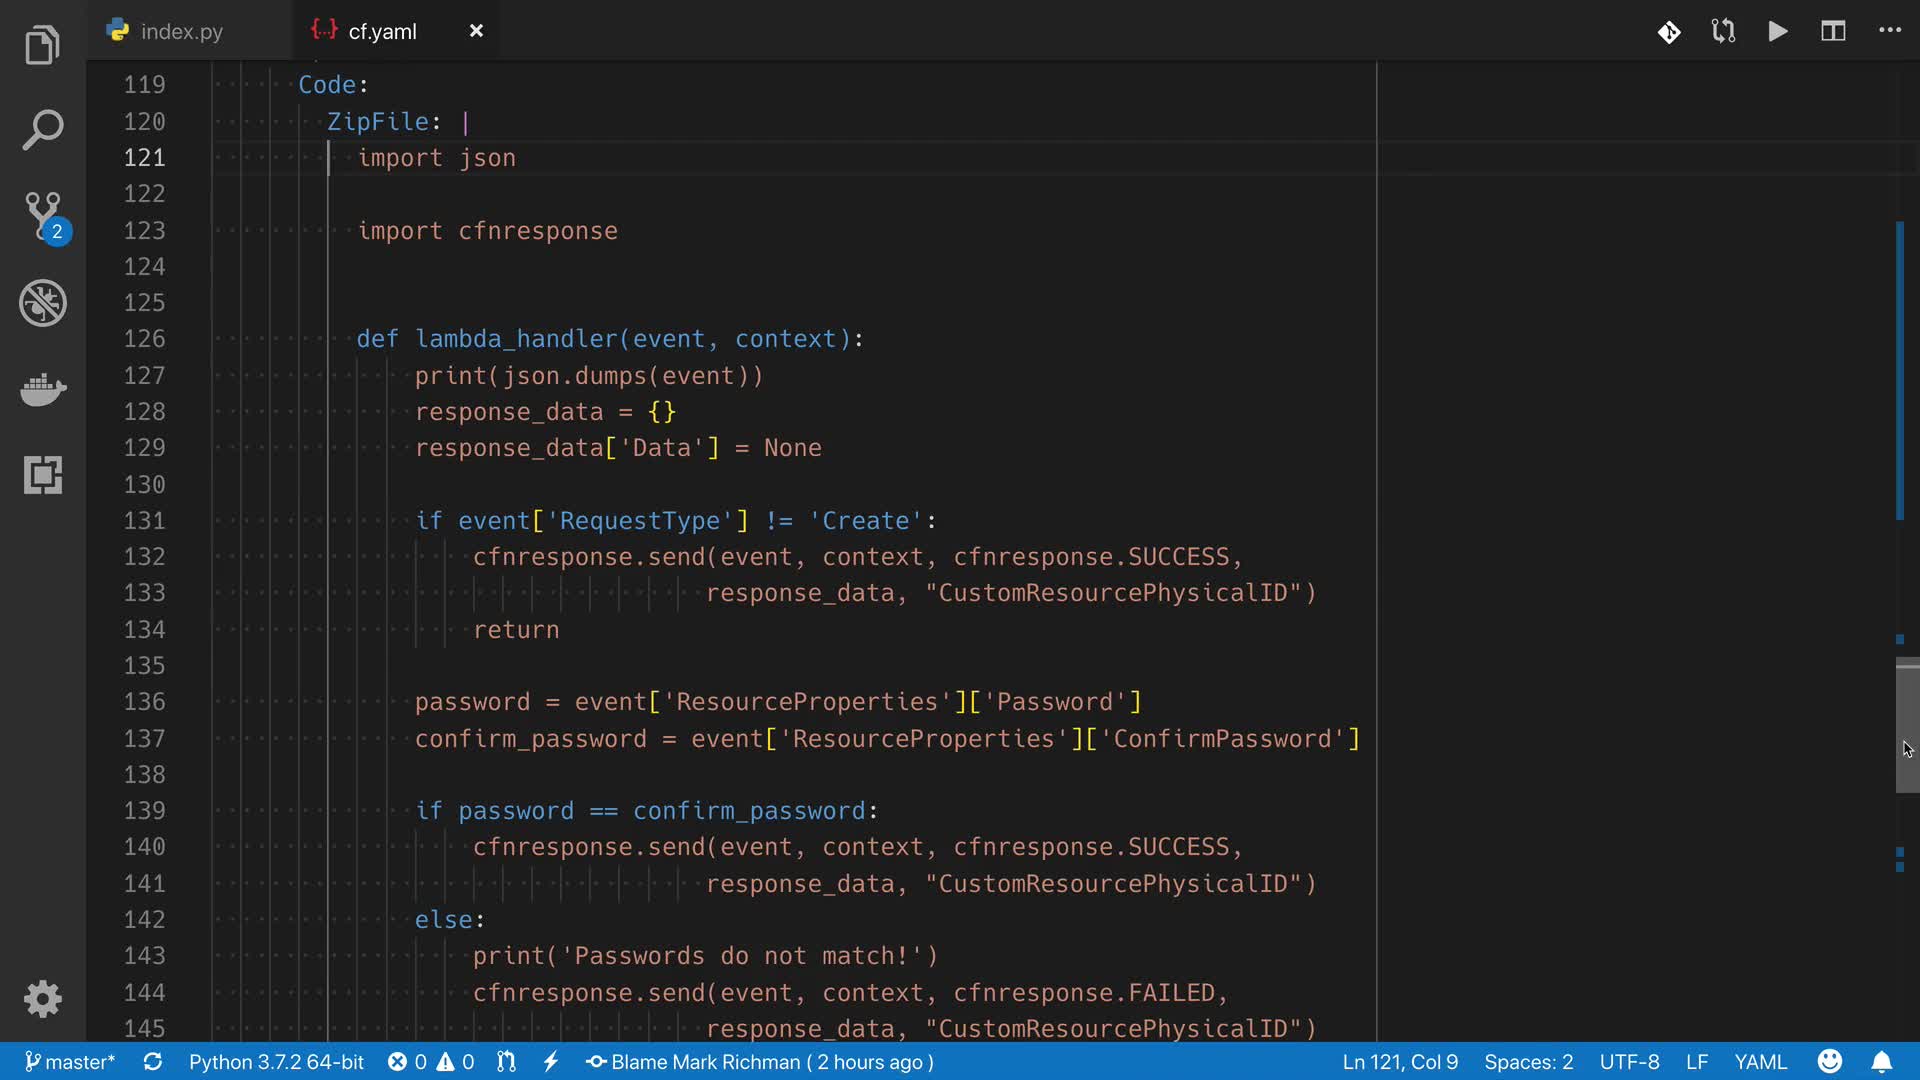 index.py
cf.yaml
119 Code:
120 ZipFile: |
121 import json
122
123 import cfnresponse
124
125
126 def lambda_handler(event, context):
127 print(json.dumps(event))
128 response_data = {}
129 response_data['Data'] = None
130
131 if event['RequestType'] != 'Create':
132 cfnresponse.send(event, context, cfnresponse.SUCCESS,
133 response_data, "CustomResourcePhysicalID")
134 return
135
136 password = event['ResourceProperties']['Password']
137 confirm_password = event['ResourceProperties']['ConfirmPassword']
138
139 if password == confirm_password:
140 cfnresponse.send(event, context, cfnresponse.SUCCESS,
141 response_data, "CustomResourcePhysicalID")
142 else:
143 print('Passwords do not match!')
144 cfnresponse.send(event, context, cfnresponse.FAILED,
145 response_data, "CustomResourcePhysicalID")
2
master* Python 3.7.2 64-bit 0 0 Blame Mark Richman ( 2 hours ago ) Ln 121, Col 9 Spaces: 2 UTF-8 LF YAML